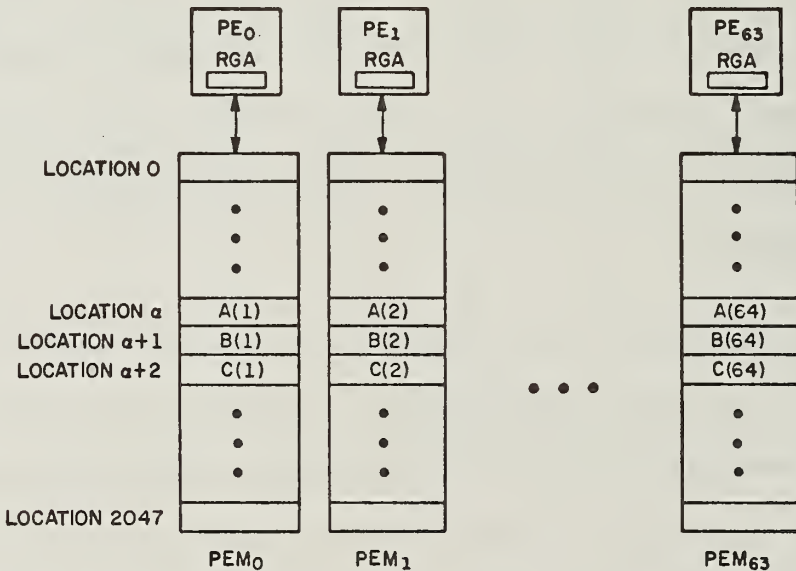 PE0 PE1 PE63
RGA RGA RGA
LOCATION 0
LOCATION α A(1) A(2) A(64)
LOCATION α+1 B(1) B(2) B(64)
LOCATION α+2 C(1) C(2) C(64)
LOCATION 2047
PEM0 PEM1 PEM63